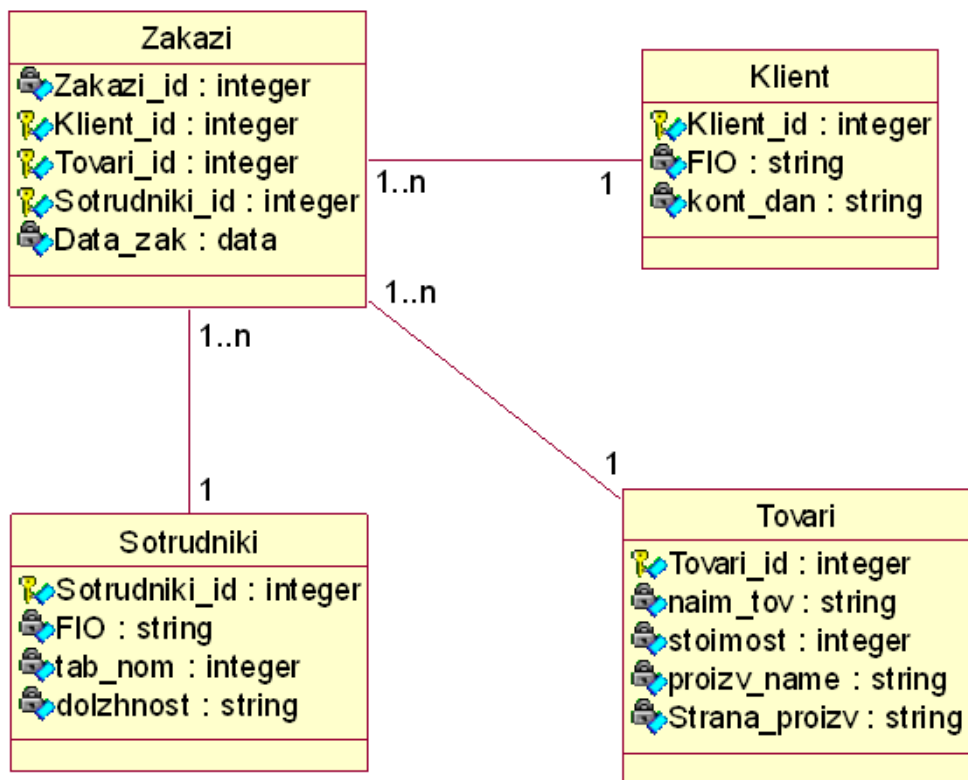 Zakazi
Zakazi_id : integer
Klient_id : integer
Tovari_id : integer
Sotrudniki_id : integer
Data_zak : data
Klient
Klient_id : integer
FIO : string
kont_dan : string
1..n
1
1..n
1..n
1
1
Sotrudniki
Sotrudniki_id : integer
FIO : string
tab_nom : integer
dolzhnost : string
Tovari
Tovari_id : integer
naim_tov : string
stoimost : integer
proizv_name : string
Strana_proizv : string